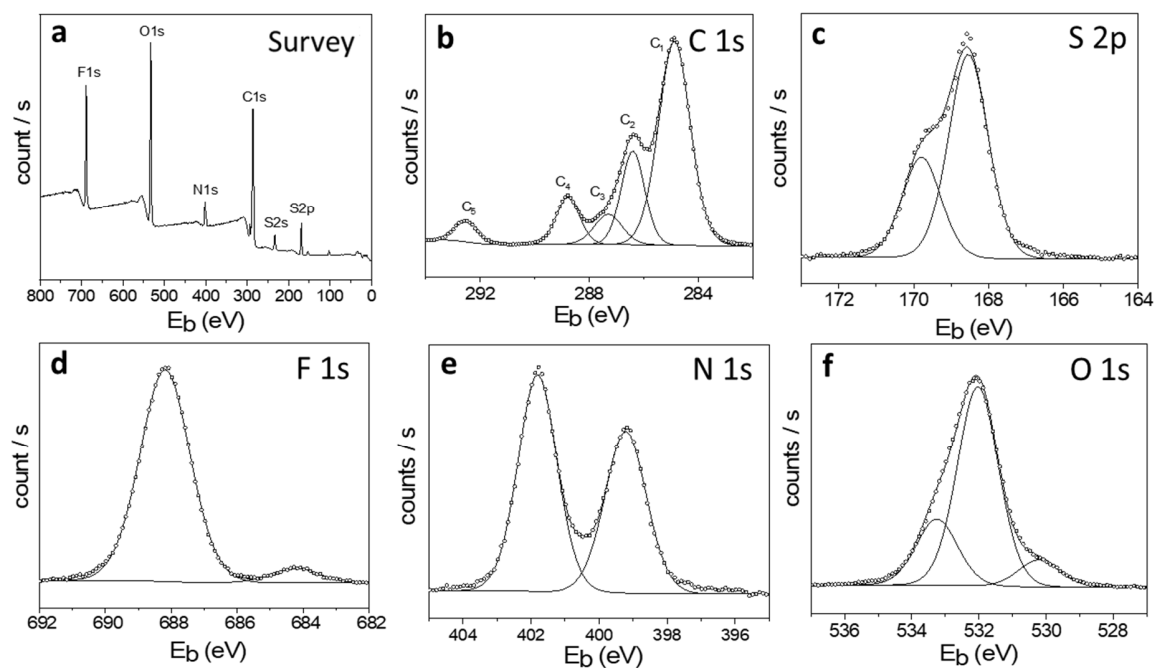 a
Survey
O1s
F1s
C1s
N1s
S2s
S2p
count / s
800 700 600 500 400 300 200 100 0
Eb (eV)
b
C 1s
C1
C2
C3
C4
C5
counts / s
292 288 284
Eb (eV)
c
S 2p
counts / s
172 170 168 166 164
Eb (eV)
d
F 1s
count / s
692 690 688 686 684 682
Eb (eV)
e
N 1s
counts / s
404 402 400 398 396
Eb (eV)
f
O 1s
counts / s
536 534 532 530 528
Eb (eV)